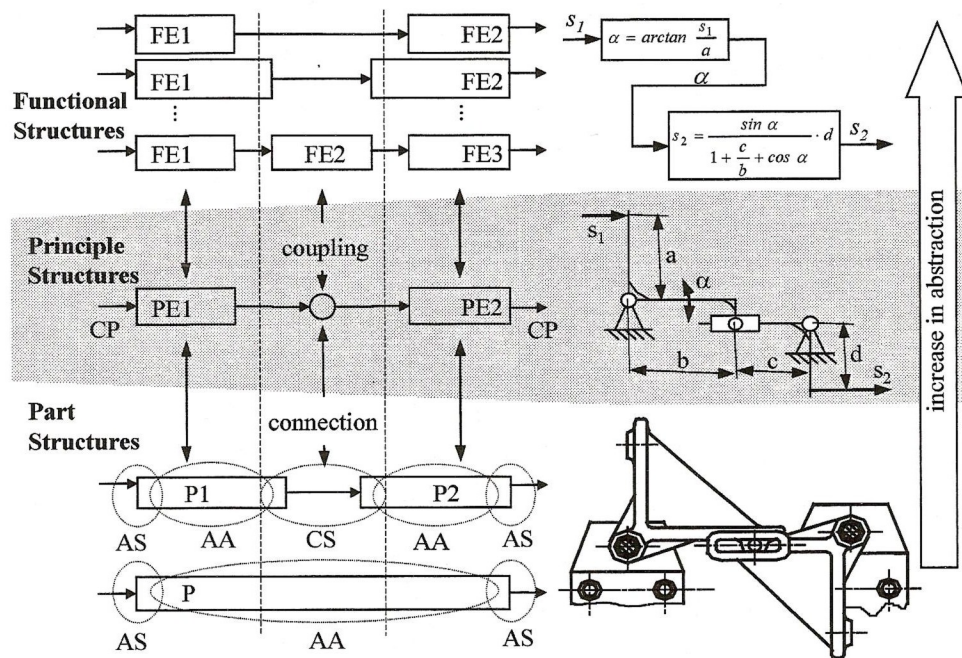 FE1 FE2
FE1 FE2
⋮ ⋮
Functional
Structures
FE1 FE2 FE3
s1
α = arctan s1/a
α
s2 = sin α / (1 + c/b + cos α) · d
s2
Principle
Structures
coupling
PE1 PE2
CP CP
s1
a
α
b c d
s2
Part
Structures
connection
P1 P2
AS AA CS AA AS
P
AS AA AS
increase in abstraction